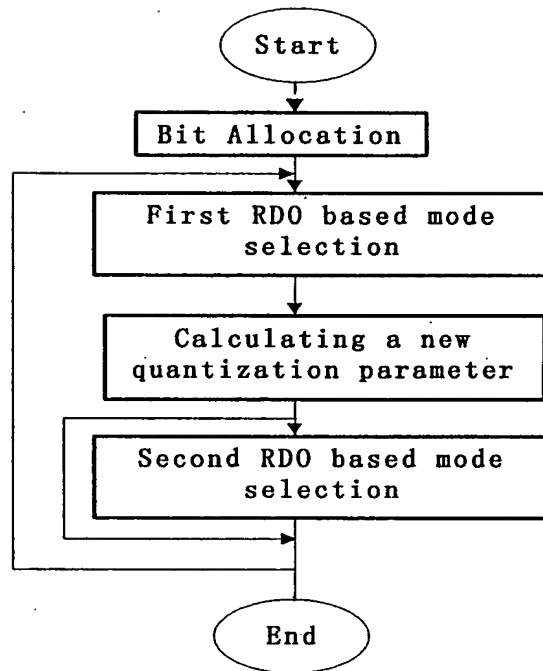 Start
Bit Allocation
First RDO based mode
selection
Calculating a new
quantization parameter
Second RDO based mode
selection
End